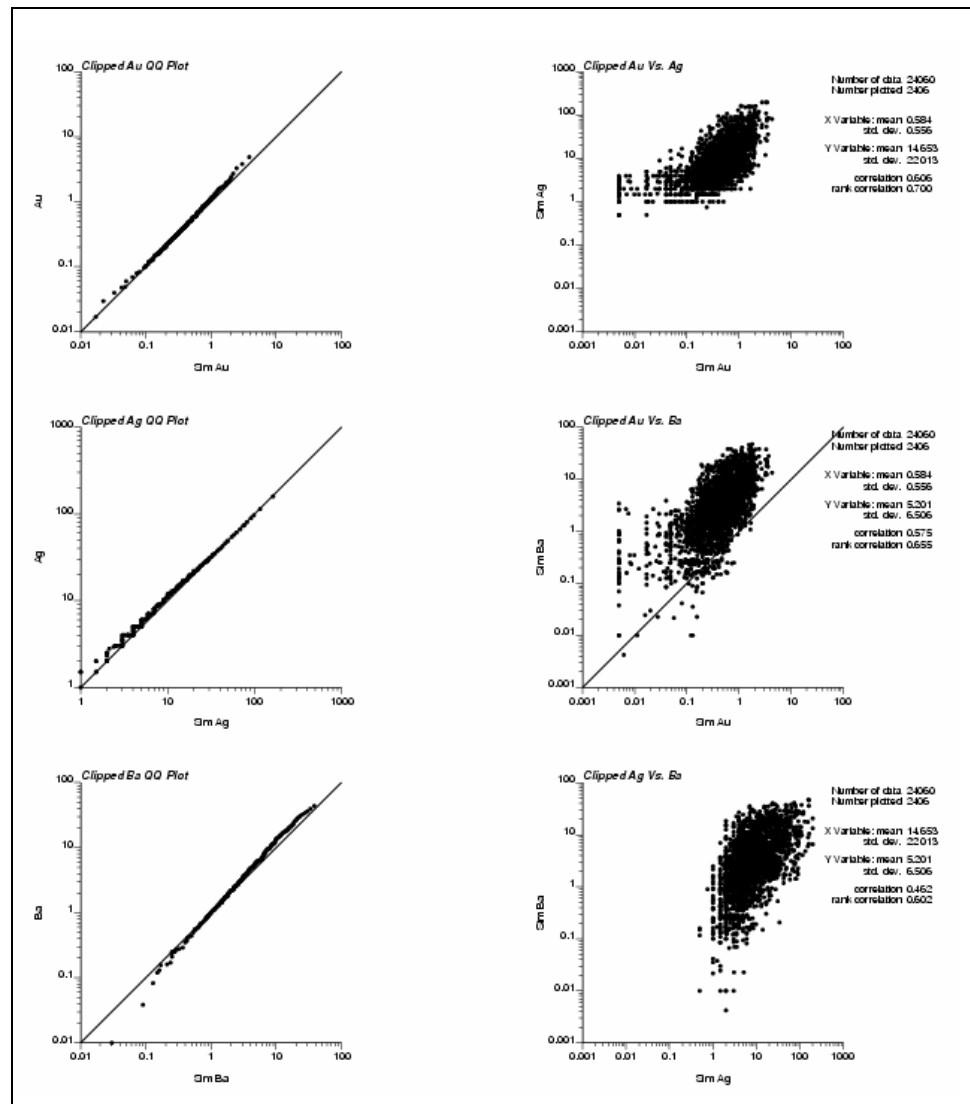 Clipped Au QQ Plot
100
10
1
0.1
0.01
Au
0.01 0.1 1 10 100
Sim Au
Clipped Au Vs. Ag
1000
100
10
1
0.1
0.01
0.001
Sim Ag
0.001 0.01 0.1 1 10 100
Sim Au
Number of data 24060
Number plotted 2406
X Variable: mean 0.584
std. dev. 0.556
Y Variable: mean 14.653
std. dev. 22.013
correlation 0.606
rank correlation 0.700
Clipped Ag QQ Plot
1000
100
10
1
Ag
1 10 100 1000
Sim Ag
Clipped Au Vs. Ba
100
10
1
0.1
0.01
0.001
Sim Ba
0.001 0.01 0.1 1 10 100
Sim Au
Number of data 24060
Number plotted 2406
X Variable: mean 0.584
std. dev. 0.556
Y Variable: mean 5.201
std. dev. 6.506
correlation 0.575
rank correlation 0.655
Clipped Ba QQ Plot
100
10
1
0.1
0.01
Ba
0.01 0.1 1 10 100
Sim Ba
Clipped Ag Vs. Ba
100
10
1
0.1
0.01
0.001
Sim Ba
0.001 0.01 0.1 1 10 100 1000
Sim Ag
Number of data 24060
Number plotted 2406
X Variable: mean 14.653
std. dev. 22.013
Y Variable: mean 5.201
std. dev. 6.506
correlation 0.462
rank correlation 0.602